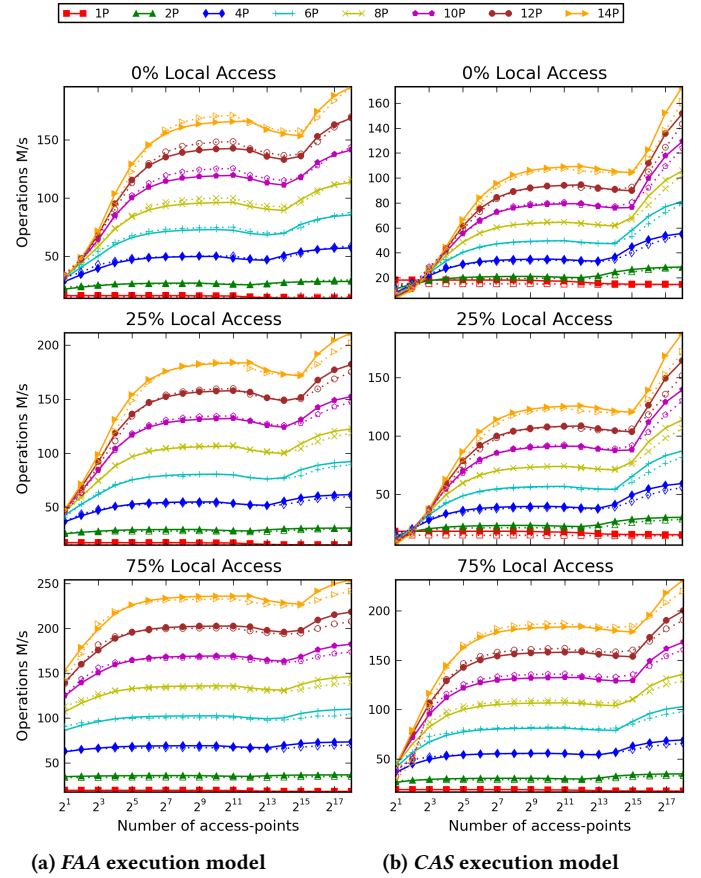 1P 2P 4P 6P 8P 10P 12P 14P
0% Local Access
Operations M/s
150
100
50
0% Local Access
160
140
120
100
80
60
40
20
25% Local Access
Operations M/s
200
150
100
50
25% Local Access
150
100
50
75% Local Access
Operations M/s
250
200
150
100
50
2^1 2^3 2^5 2^7 2^9 2^11 2^13 2^15 2^17
Number of access-points
75% Local Access
200
150
100
50
2^1 2^3 2^5 2^7 2^9 2^11 2^13 2^15 2^17
Number of access-points
(a) FAA execution model
(b) CAS execution model